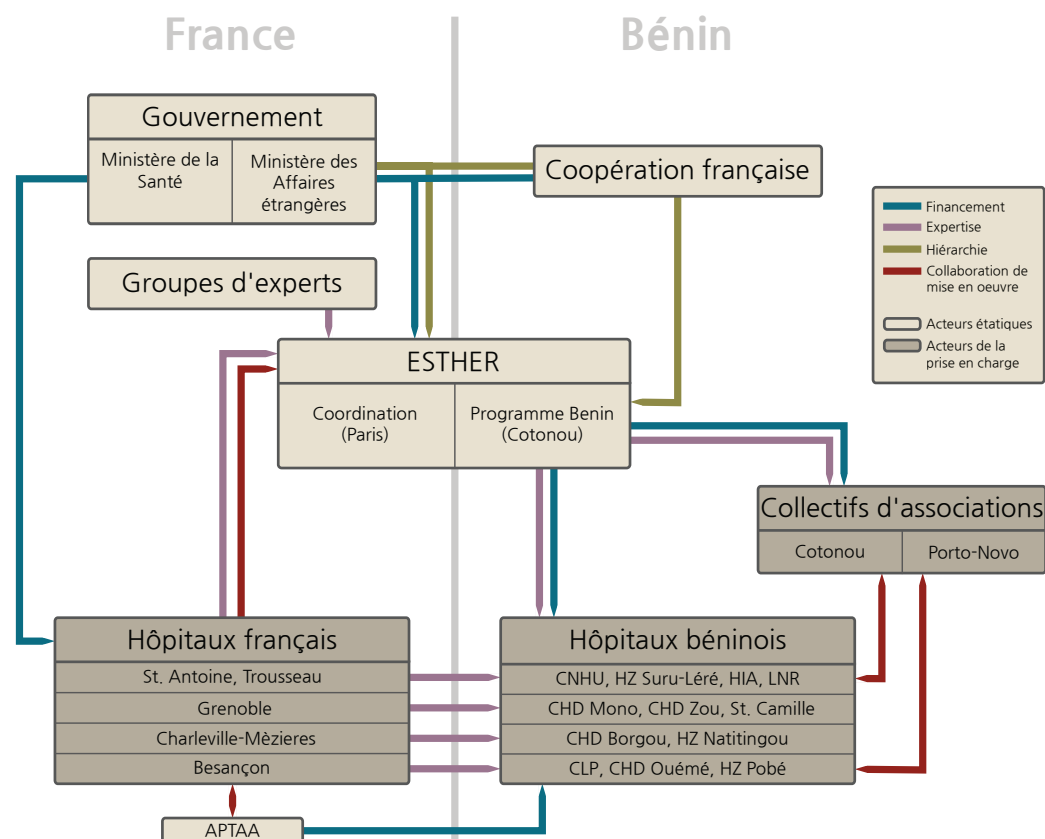 France
Bénin
Gouvernement
Ministère de la
Santé
Ministère des
Affaires
étrangères
Coopération française
Financement
Expertise
Hiérarchie
Collaboration de
mise en oeuvre
Acteurs étatiques
Acteurs de la
prise en charge
Groupes d'experts
ESTHER
Coordination
(Paris)
Programme Benin
(Cotonou)
Collectifs d'associations
Cotonou
Porto-Novo
Hôpitaux français
St. Antoine, Trousseau
Grenoble
Charleville-Mèzieres
Besançon
Hôpitaux béninois
CNHU, HZ Suru-Léré, HIA, LNR
CHD Mono, CHD Zou, St. Camille
CHD Borgou, HZ Natitingou
CLP, CHD Ouémé, HZ Pobé
APTAA